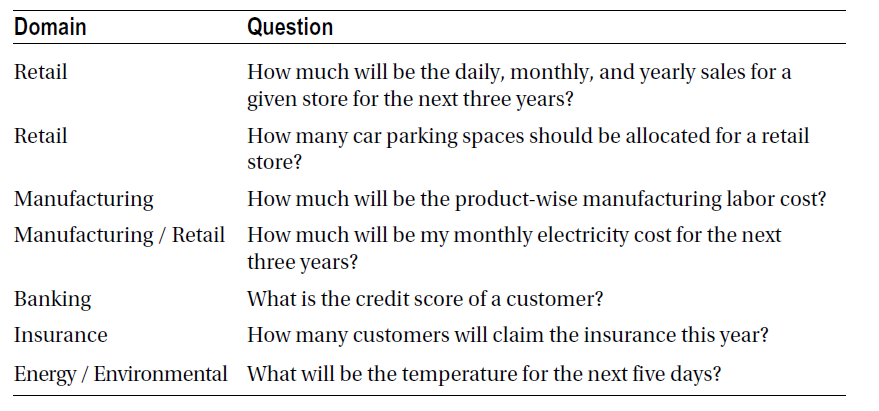 Domain Question
Retail How much will be the daily, monthly, and yearly sales for a
given store for the next three years?
Retail How many car parking spaces should be allocated for a retail
store?
Manufacturing How much will be the product-wise manufacturing labor cost?
Manufacturing / Retail How much will be my monthly electricity cost for the next
three years?
Banking What is the credit score of a customer?
Insurance How many customers will claim the insurance this year?
Energy / Environmental What will be the temperature for the next five days?